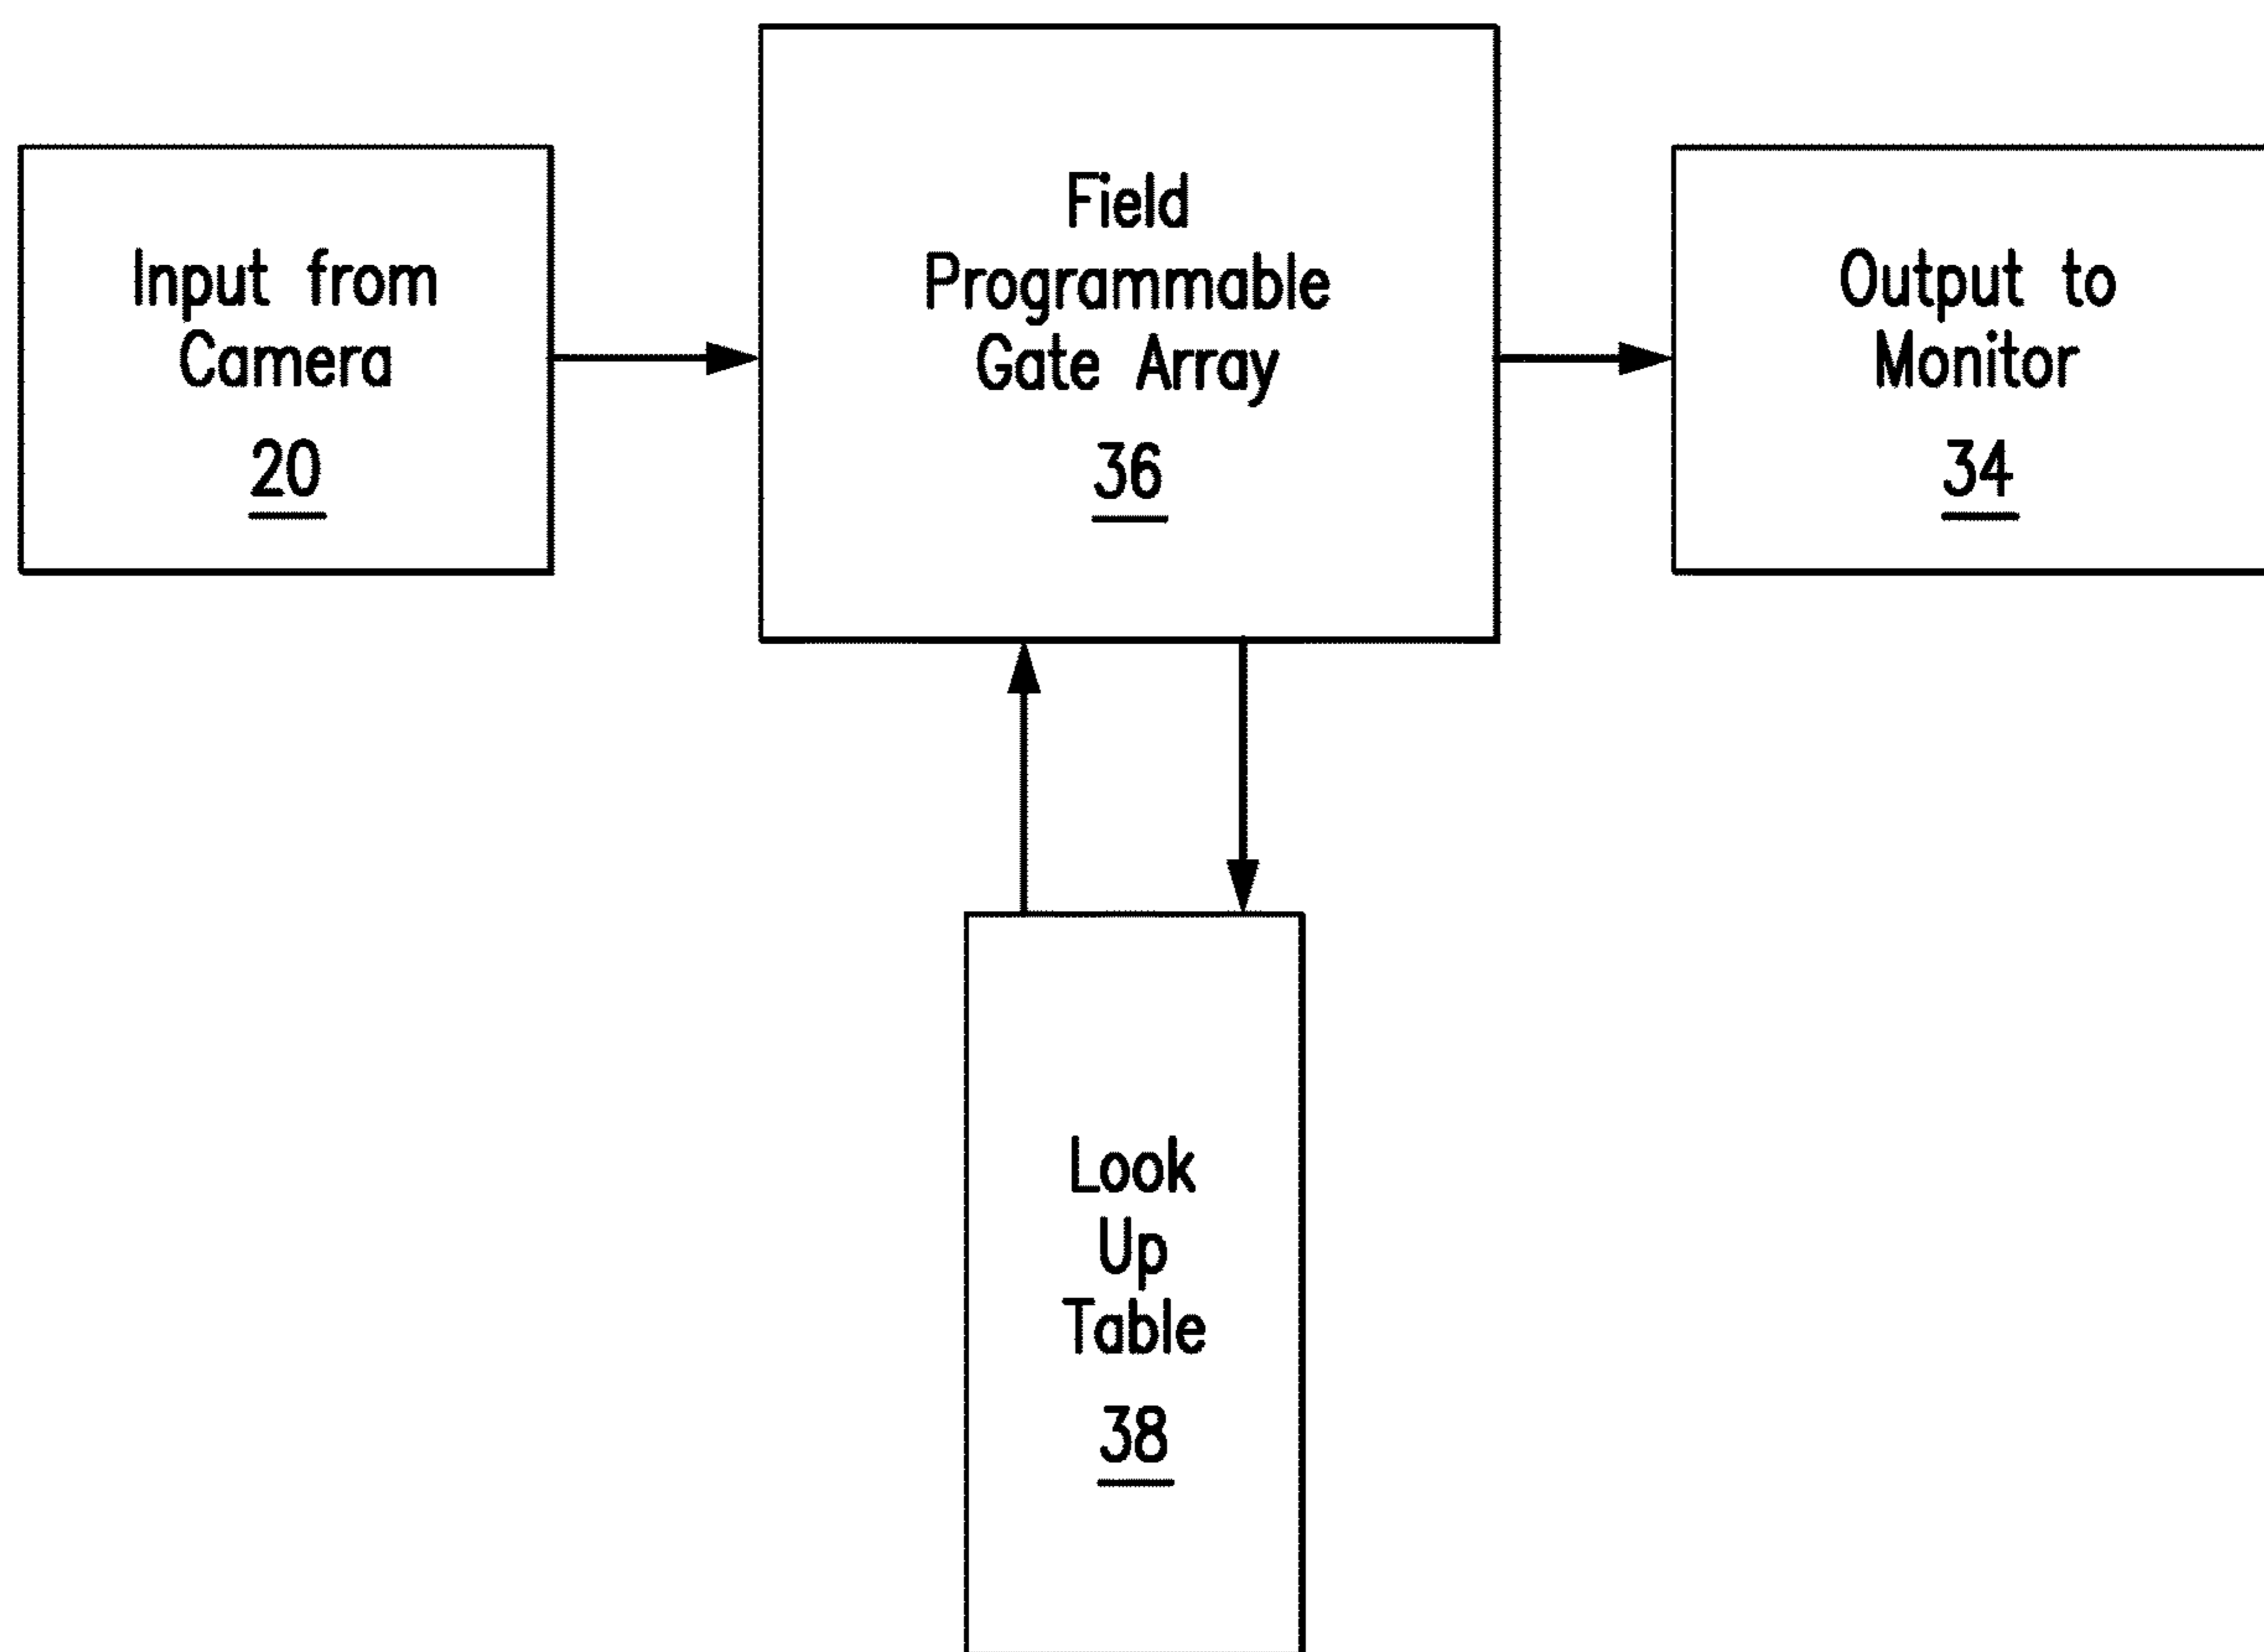 Input from
Camera
20
Field
Programmable
Gate Array
36
Output to
Monitor
34
Look
Up
Table
38